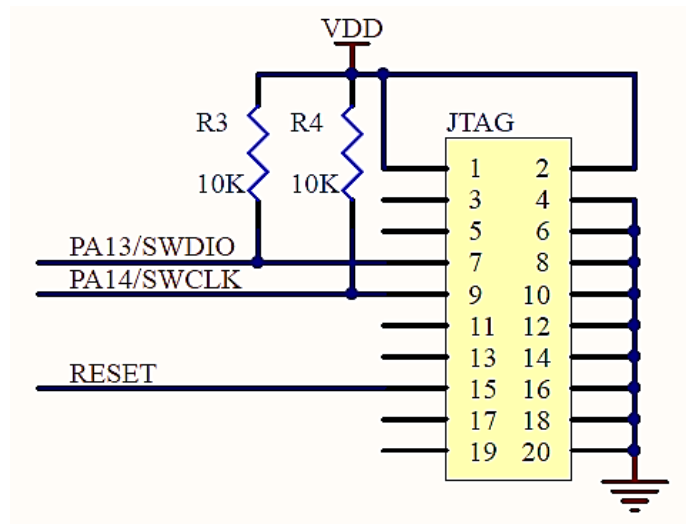 VDD
R3 R4 JTAG
10K 10K
1 2
3 4
5 6
PA13/SWDIO 7 8
PA14/SWCLK 9 10
11 12
13 14
RESET 15 16
17 18
19 20